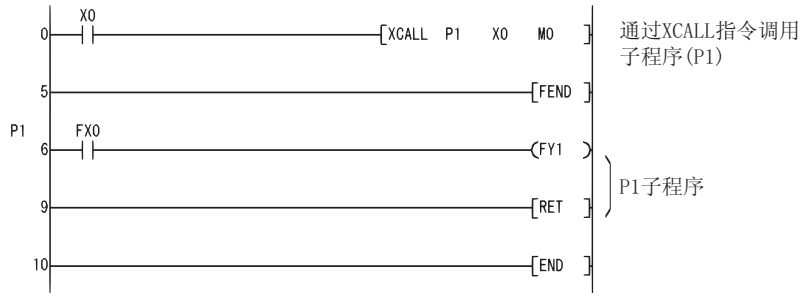 X0
0 [XCALL P1 X0 M0 ] 通过XCALL指令调用
子程序(P1)
5 [FEND ]
P1 FX0
6 (FY1 )
P1子程序
9 [RET ]
10 [END ]